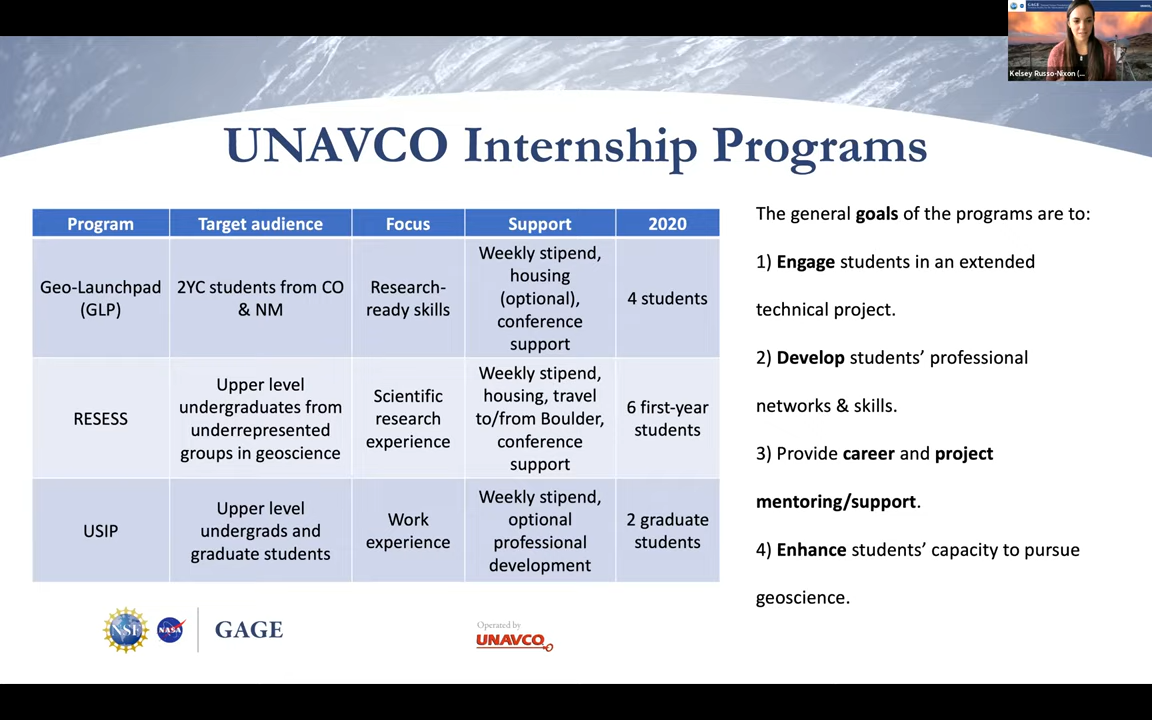 GAGE
Kelsey Russo-Nixon (...
UNAVCO Internship Programs
Program Target audience Focus Support 2020
Geo-Launchpad
(GLP)
2YC students from CO
& NM
Research-
ready skills
Weekly stipend,
housing
(optional),
conference
support
4 students
RESESS
Upper level
undergraduates from
underrepresented
groups in geoscience
Scientific
research
experience
Weekly stipend,
housing, travel
to/from Boulder,
conference
support
6 first-year
students
USIP
Upper level
undergrads and
graduate students
Work
experience
Weekly stipend,
optional
professional
development
2 graduate
students
The general goals of the programs are to:
1) Engage students in an extended
technical project.
2) Develop students’ professional
networks & skills.
3) Provide career and project
mentoring/support.
4) Enhance students’ capacity to pursue
geoscience.
NSF
NASA
GAGE
Operated by
UNAVCO